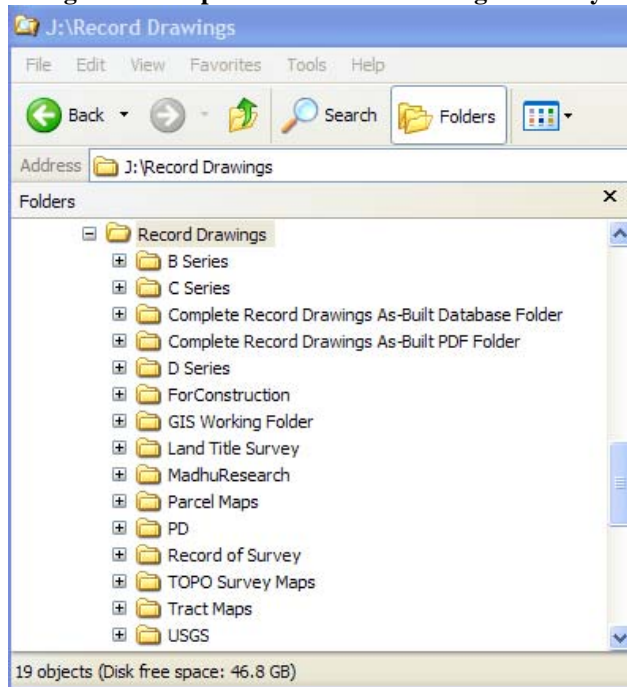 J:\Record Drawings
File Edit View Favorites Tools Help
Back Search Folders
Address J:\Record Drawings
Folders
Record Drawings
B Series
C Series
Complete Record Drawings As-Built Database Folder
Complete Record Drawings As-Built PDF Folder
D Series
ForConstruction
GIS Working Folder
Land Title Survey
MadhuResearch
Parcel Maps
PD
Record of Survey
TOPO Survey Maps
Tract Maps
USGS
19 objects (Disk free space: 46.8 GB)